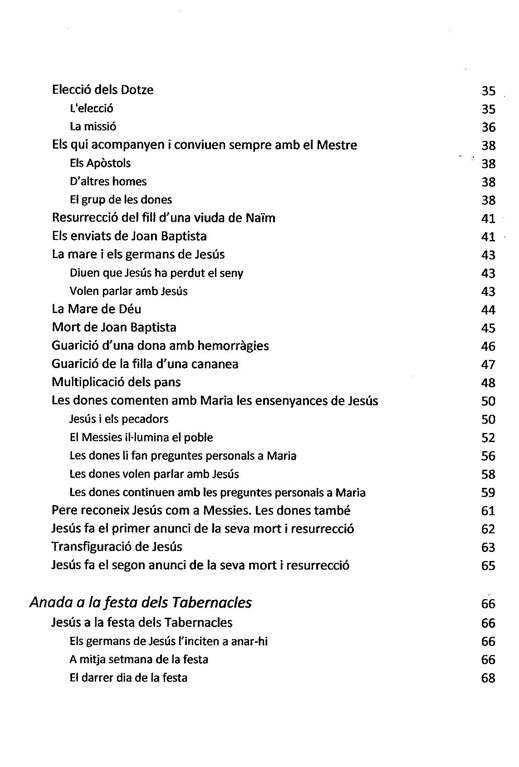 Elecció dels Dotze 35
L'elecció 35
La missió 36
Els qui acompanyen i conviuen sempre amb el Mestre 38
Els Apòstols 38
D'altres homes 38
El grup de les dones 38
Resurrecció del fill d'una viuda de Naïm 41
Els enviats de Joan Baptista 41
La mare i els germans de Jesús 43
Diuen que Jesús ha perdut el seny 43
Volen parlar amb Jesús 43
La Mare de Déu 44
Mort de Joan Baptista 45
Guarició d'una dona amb hemorràgies 46
Guarició de la filla d'una cananea 47
Multiplicació dels pans 48
Les dones comenten amb Maria les ensenyances de Jesús 50
Jesús i els pecadors 50
El Messies il·lumina el poble 52
Les dones li fan preguntes personals a Maria 56
Les dones volen parlar amb Jesús 58
Les dones continuen amb les preguntes personals a Maria 59
Pere reconeix Jesús com a Messies. Les dones també 61
Jesús fa el primer anunci de la seva mort i resurrecció 62
Transfiguració de Jesús 63
Jesús fa el segon anunci de la seva mort i resurrecció 65
Anada a la festa dels Tabernacles 66
Jesús a la festa dels Tabernacles 66
Els germans de Jesús l'inciten a anar-hi 66
A mitja setmana de la festa 66
El darrer dia de la festa 68